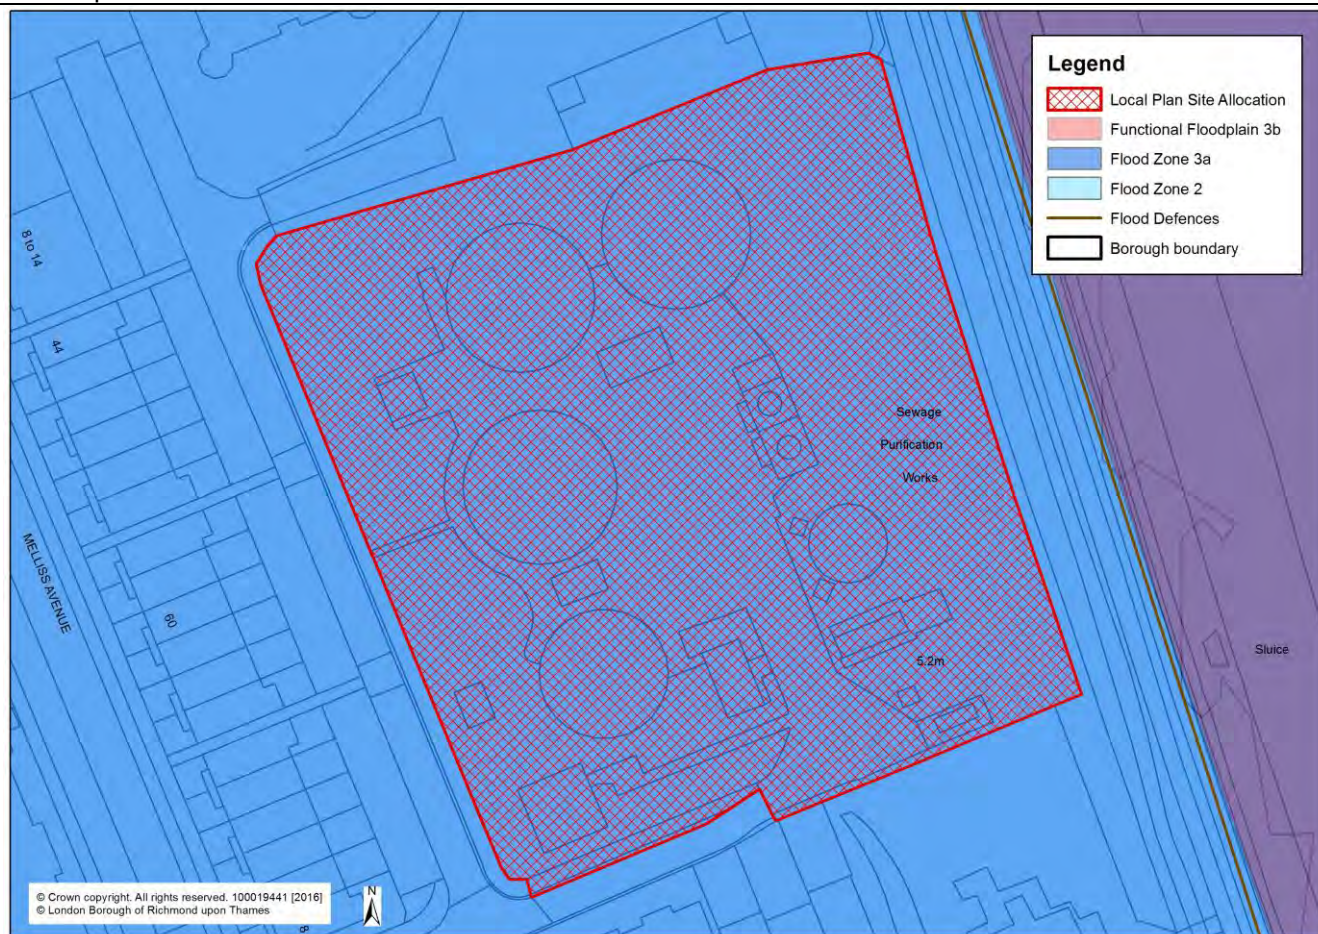 Legend
Local Plan Site Allocation
Functional Floodplain 3b
Flood Zone 3a
Flood Zone 2
Flood Defences
Borough boundary
8 to 14
44
Sewage
Purification
Works
MELLISS AVENUE
60
5.2m
Sluice
8
N
© Crown copyright. All rights reserved. 100019441 [2016]
© London Borough of Richmond upon Thames